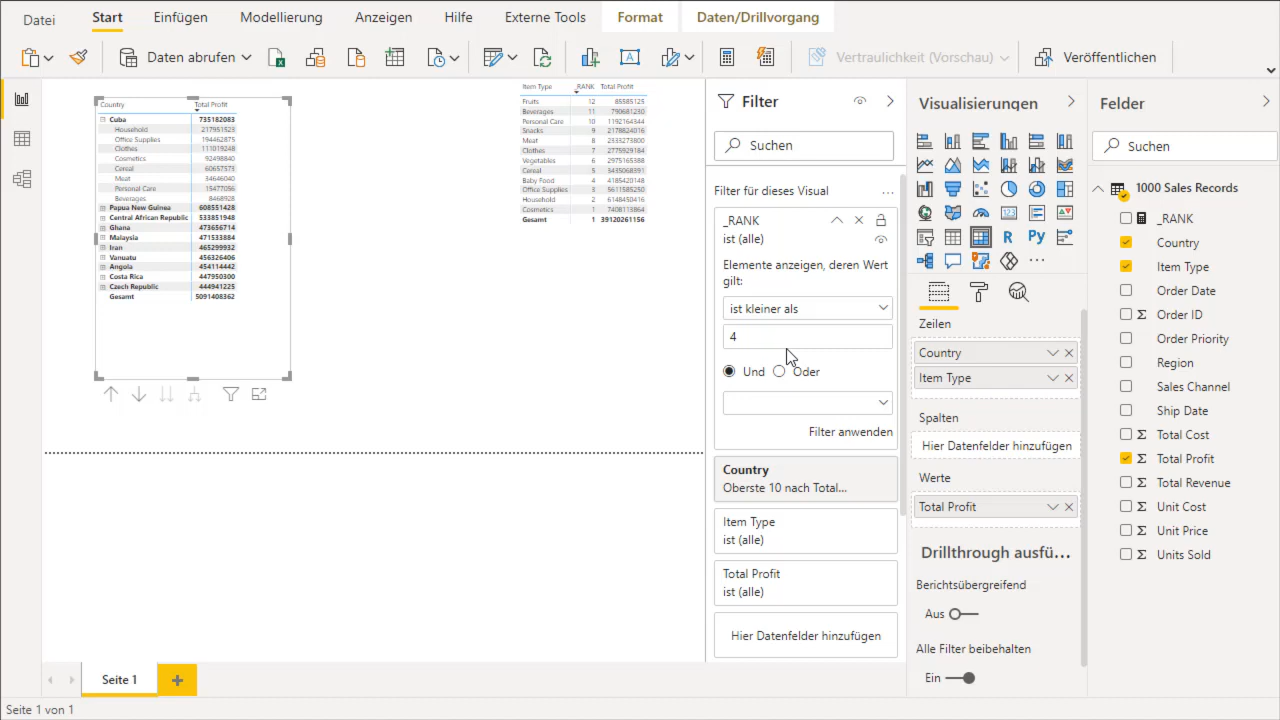 Datei Start Einfügen Modellierung Anzeigen Hilfe Externe Tools Format Daten/Drillvorgang
Daten abrufen Vertraulichkeit (Vorschau) Veröffentlichen
Country Total Profit
Cuba 735182083
Household 217951523
Office Supplies 194462875
Clothes 111019248
Cosmetics 92498840
Cereal 60657573
Meat 34646040
Personal Care 15477056
Beverages 8468928
Papua New Guinea 608551428
Central African Republic 533851948
Ghana 473656714
Malaysia 471533884
Iran 465299932
Vanuatu 456326406
Angola 454114442
Costa Rica 447950300
Czech Republic 444941225
Gesamt 5091408362
Item Type _RANK Total Profit
Fruits 12 85585125
Beverages 11 790681230
Personal Care 10 1192164344
Snacks 9 2178824016
Meat 8 2333273800
Clothes 7 2775929184
Vegetables 6 2975165388
Cereal 5 3435068391
Baby Food 4 4185420148
Office Supplies 3 5611585250
Household 2 6148450416
Cosmetics 1 7408113864
Gesamt 1 39120261156
Filter
Suchen
Filter für dieses Visual
...
_RANK
ist (alle)
Elemente anzeigen, deren Wert
gilt:
ist kleiner als
4
Und Oder
Filter anwenden
Country
Oberste 10 nach Total...
Item Type
ist (alle)
Total Profit
ist (alle)
Hier Datenfelder hinzufügen
Visualisierungen
R Py
...
Zeilen
Country
Item Type
Spalten
Hier Datenfelder hinzufügen
Werte
Total Profit
Drillthrough ausfü...
Berichtsübergreifend
Aus
Alle Filter beibehalten
Ein
Felder
Suchen
1000 Sales Records
_RANK
Country
Item Type
Order Date
Σ Order ID
Order Priority
Region
Sales Channel
Ship Date
Σ Total Cost
Σ Total Profit
Σ Total Revenue
Σ Unit Cost
Σ Unit Price
Σ Units Sold
Seite 1 +
Seite 1 von 1